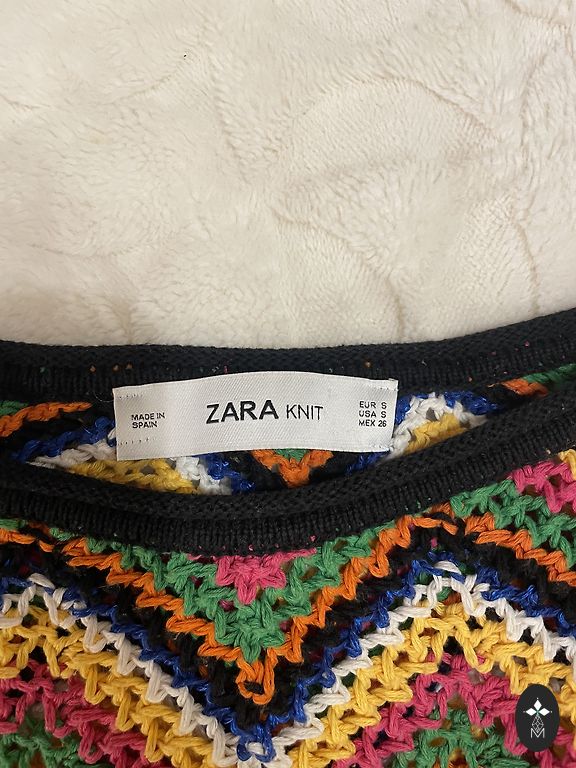 MADE IN
SPAIN
ZARA KNIT
EUR S
USA S
MEX 26